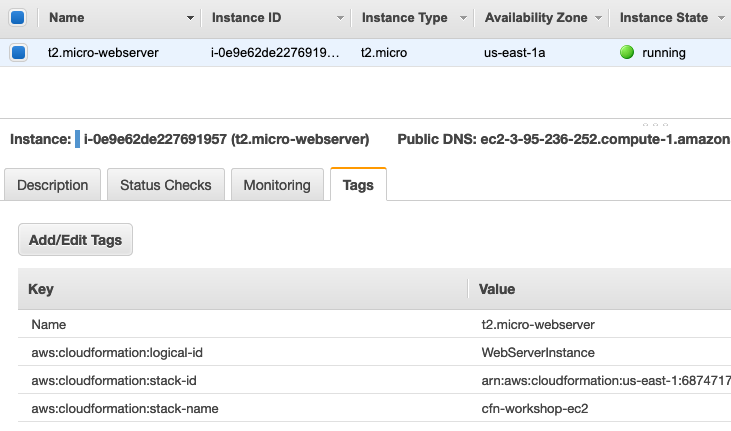 Name Instance ID Instance Type Availability Zone Instance State
t2.micro-webserver i-0e9e62de2276919… t2.micro us-east-1a running
Instance: i-0e9e62de227691957 (t2.micro-webserver) Public DNS: ec2-3-95-236-252.compute-1.amazon
Description Status Checks Monitoring Tags
Add/Edit Tags
Key Value
Name t2.micro-webserver
aws:cloudformation:logical-id WebServerInstance
aws:cloudformation:stack-id arn:aws:cloudformation:us-east-1:6874717
aws:cloudformation:stack-name cfn-workshop-ec2